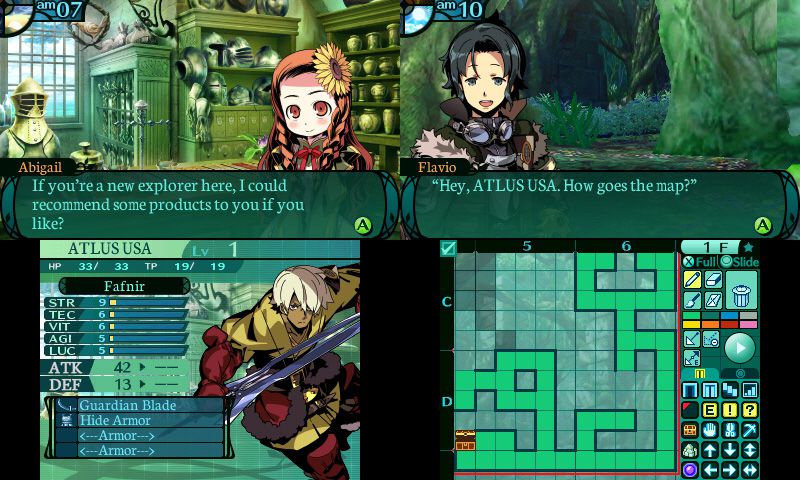 am 07
Abigail
If you're a new explorer here, I could
recommend some products to you if you
like?
A
am 10
Flavio
"Hey, ATLUS USA. How goes the map?"
A
ATLUS USA Lv 1
HP 33/ 33 TP 19/ 19
Fafnir
STR 9
TEC 6
VIT 6
AGI 5
LUC 5
ATK 42 --
DEF 13 --
Guardian Blade
Hide Armor
<---Armor--->
<---Armor--->
5 6
C
D
1 F
X Full Slide
E ! ?